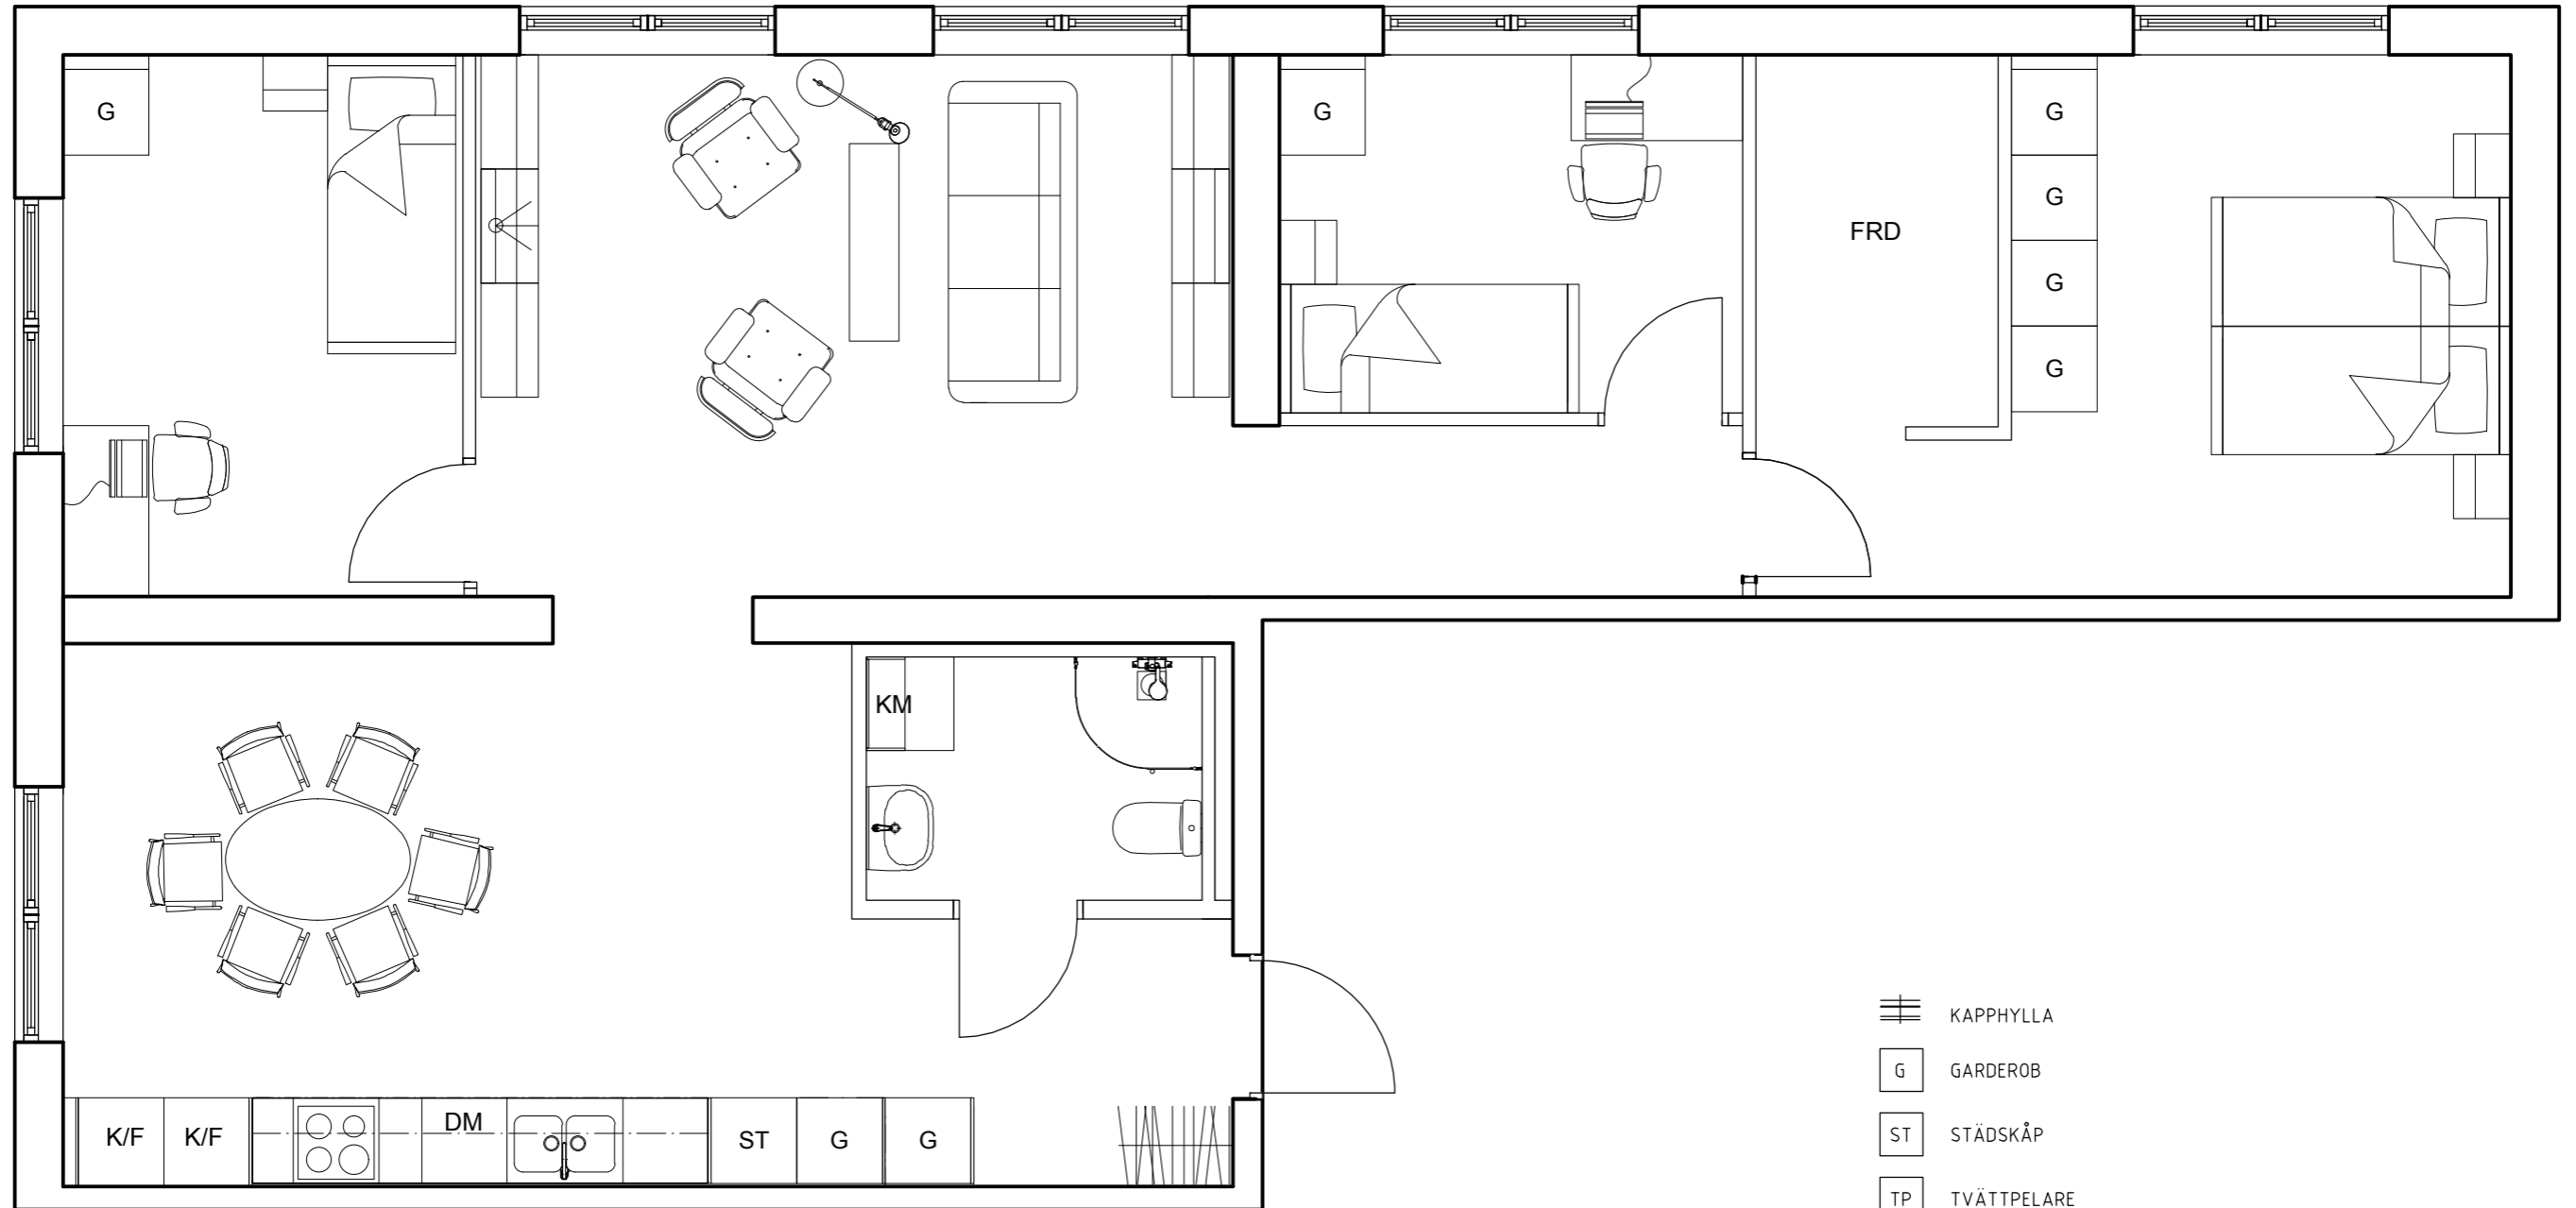 G
G
G
FRD
G
G
G
KM
K/F
K/F
DM
ST
G
G
KAPPHYLLA
G GARDEROB
ST STÄDSKÅP
TP TVÄTTPELARE